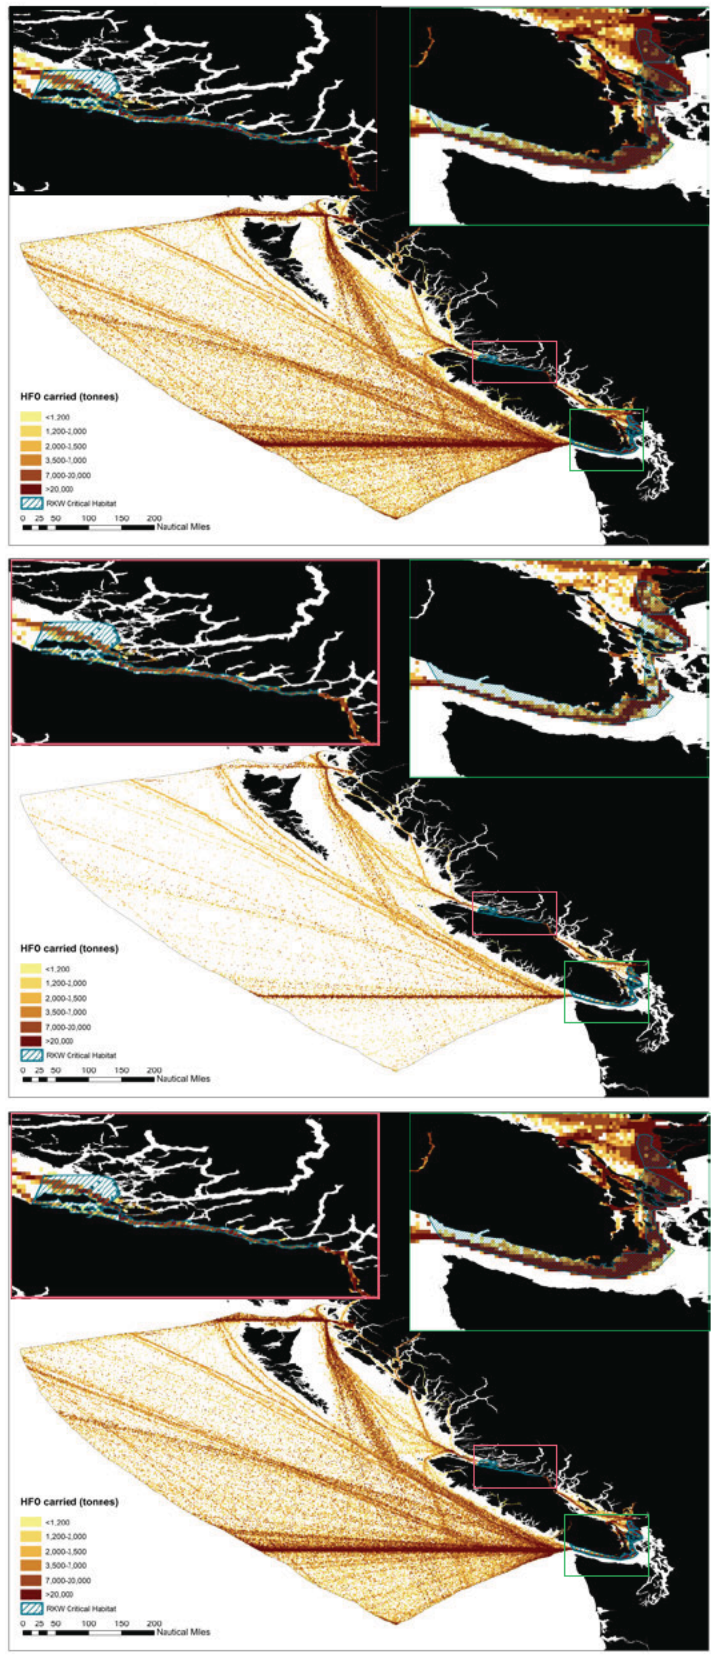 HFO carried (tonnes)
<1,200
1,200-2,000
2,000-3,500
3,500-7,000
7,000-20,000
>20,000
RKW Critical Habitat
0 25 50 100 150 200
Nautical Miles
HFO carried (tonnes)
<1,200
1,200-2,000
2,000-3,500
3,500-7,000
7,000-20,000
>20,000
RKW Critical Habitat
0 25 50 100 150 200
Nautical Miles
HFO carried (tonnes)
<1,200
1,200-2,000
2,000-3,500
3,500-7,000
7,000-20,000
>20,000
RKW Critical Habitat
0 25 50 100 150 200
Nautical Miles